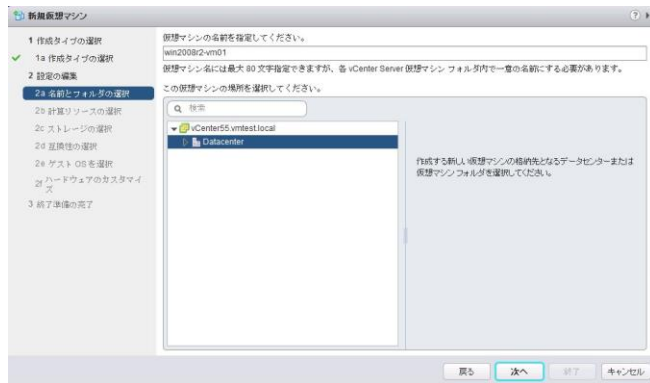 新規仮想マシン
1 作成タイプの選択
1a 作成タイプの選択
2 設定の編集
2a 名前とフォルダの選択
2b 計算リソースの選択
2c ストレージの選択
2d 互換性の選択
2e ゲスト OS を選択
2f ハードウェアのカスタマイズ
3 終了準備の完了
仮想マシンの名前を指定してください。
win2008r2-vm01
仮想マシン名には最大 80 文字指定できますが、各 vCenter Server 仮想マシン フォルダ内で一意の名前にする必要があります。
この仮想マシンの場所を選択してください。
検索
vCenter55.vmtest.local
Datacenter
作成する新しい仮想マシンの格納先となるデータセンターまたは
仮想マシン フォルダを選択してください。
戻る
次へ
終了
キャンセル